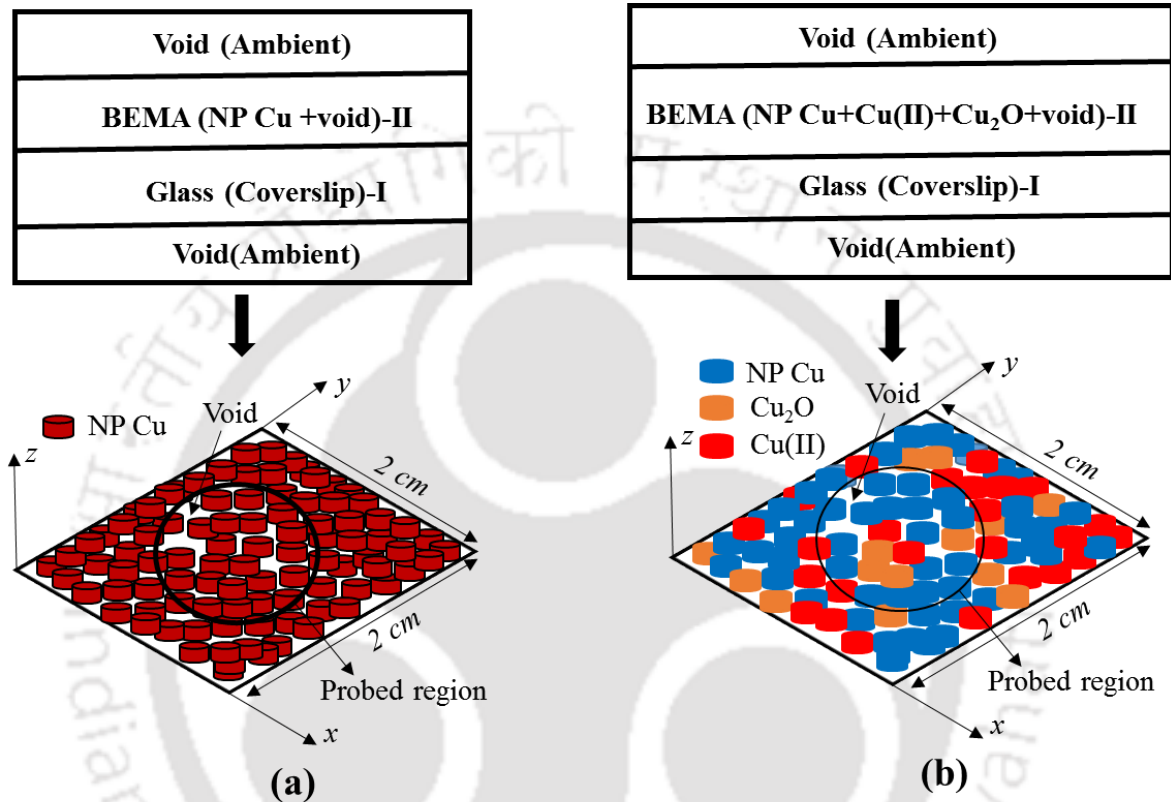 Void (Ambient)
BEMA (NP Cu +void)-II
Glass (Coverslip)-I
Void(Ambient)
NP Cu
Void
y
z
2 cm
2 cm
Probed region
x
(a)
Void (Ambient)
BEMA (NP Cu+Cu(II)+Cu₂O+void)-II
Glass (Coverslip)-I
Void(Ambient)
NP Cu
Cu₂O
Cu(II)
Void
y
z
2 cm
2 cm
Probed region
x
(b)